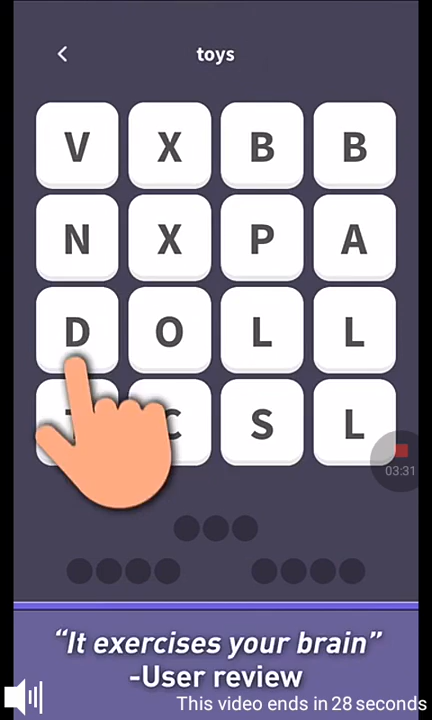 toys
V X B B
N X P A
D O L L
C S L
03:31
“It exercises your brain”
-User review
This video ends in 28 seconds